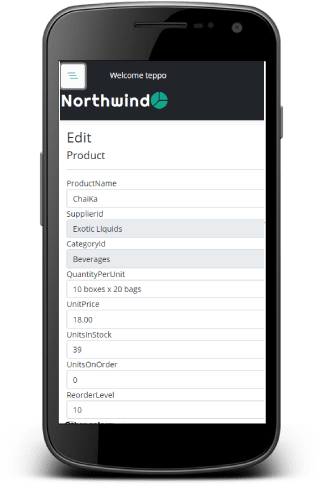 Welcome teppo
Northwind
Edit
Product
ProductName
ChaiKa
SupplierId
Exotic Liquids
CategoryId
Beverages
QuantityPerUnit
10 boxes x 20 bags
UnitPrice
18.00
UnitsInStock
39
UnitsOnOrder
0
ReorderLevel
10